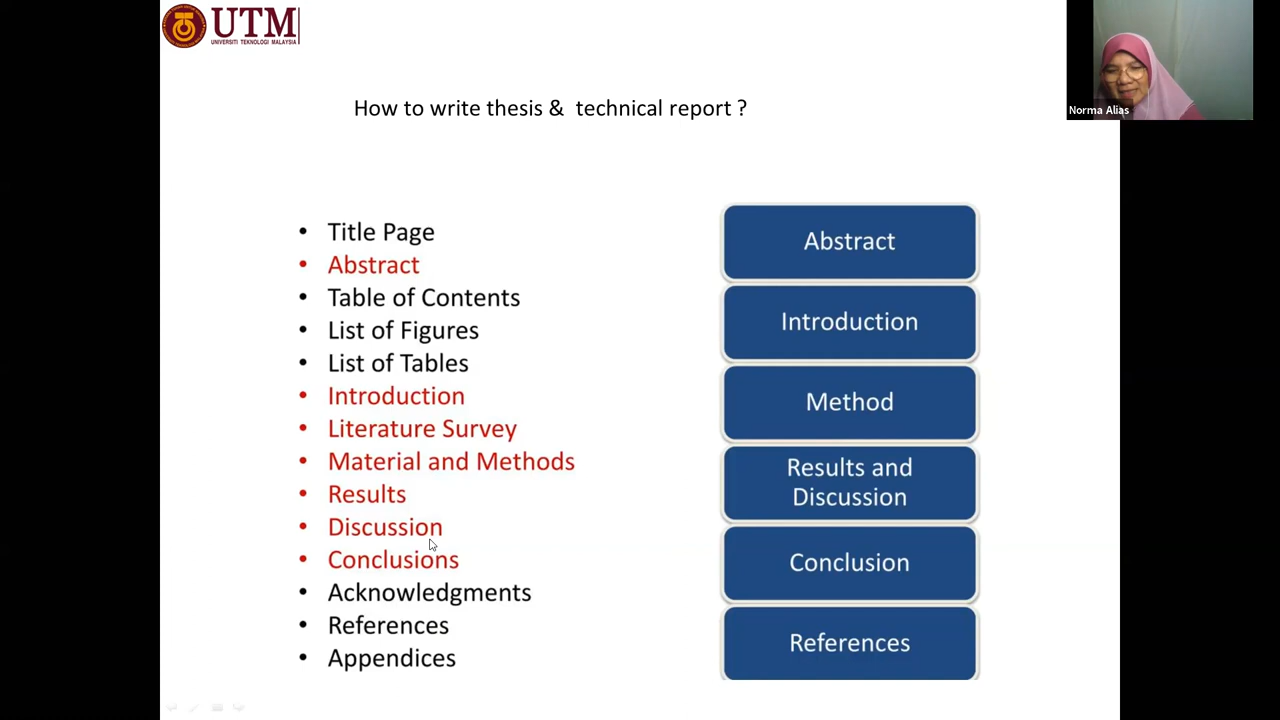 UTM
UNIVERSITI TEKNOLOGI MALAYSIA
Norma Alias
How to write thesis & technical report ?
• Title Page
• Abstract
• Table of Contents
• List of Figures
• List of Tables
• Introduction
• Literature Survey
• Material and Methods
• Results
• Discussion
• Conclusions
• Acknowledgments
• References
• Appendices
Abstract
Introduction
Method
Results and
Discussion
Conclusion
References